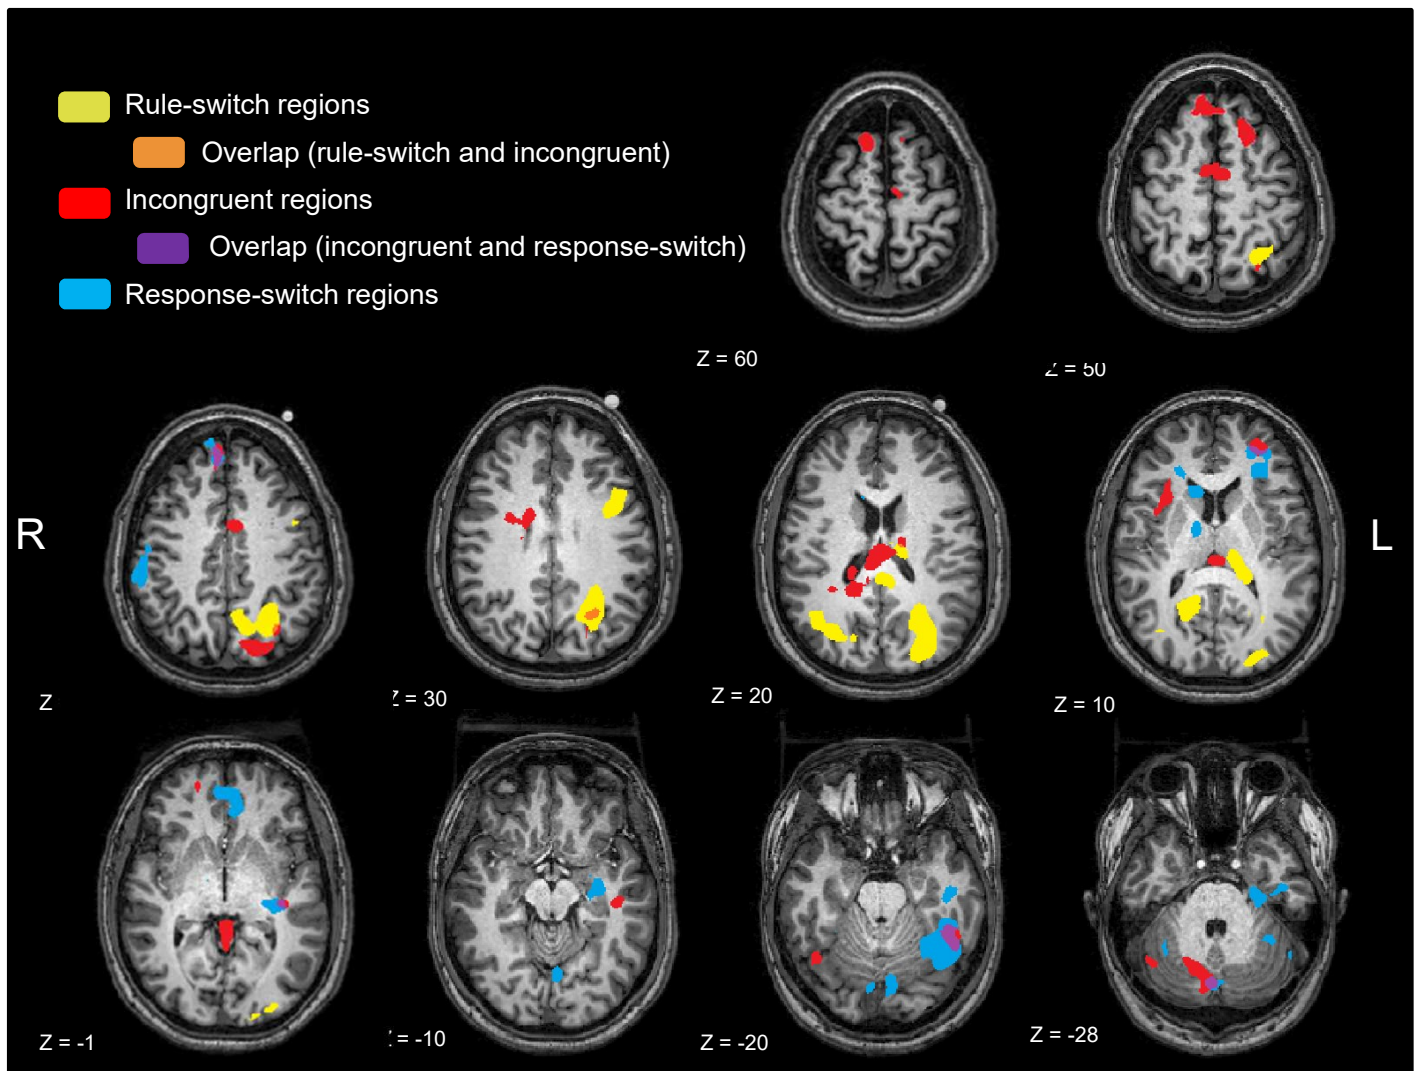 Rule-switch regions
Overlap (rule-switch and incongruent)
Incongruent regions
Overlap (incongruent and response-switch)
Response-switch regions
Z = 60
Z = 50
R
L
Z
Z = 30
Z = 20
Z = 10
Z = -1
= -10
Z = -20
Z = -28